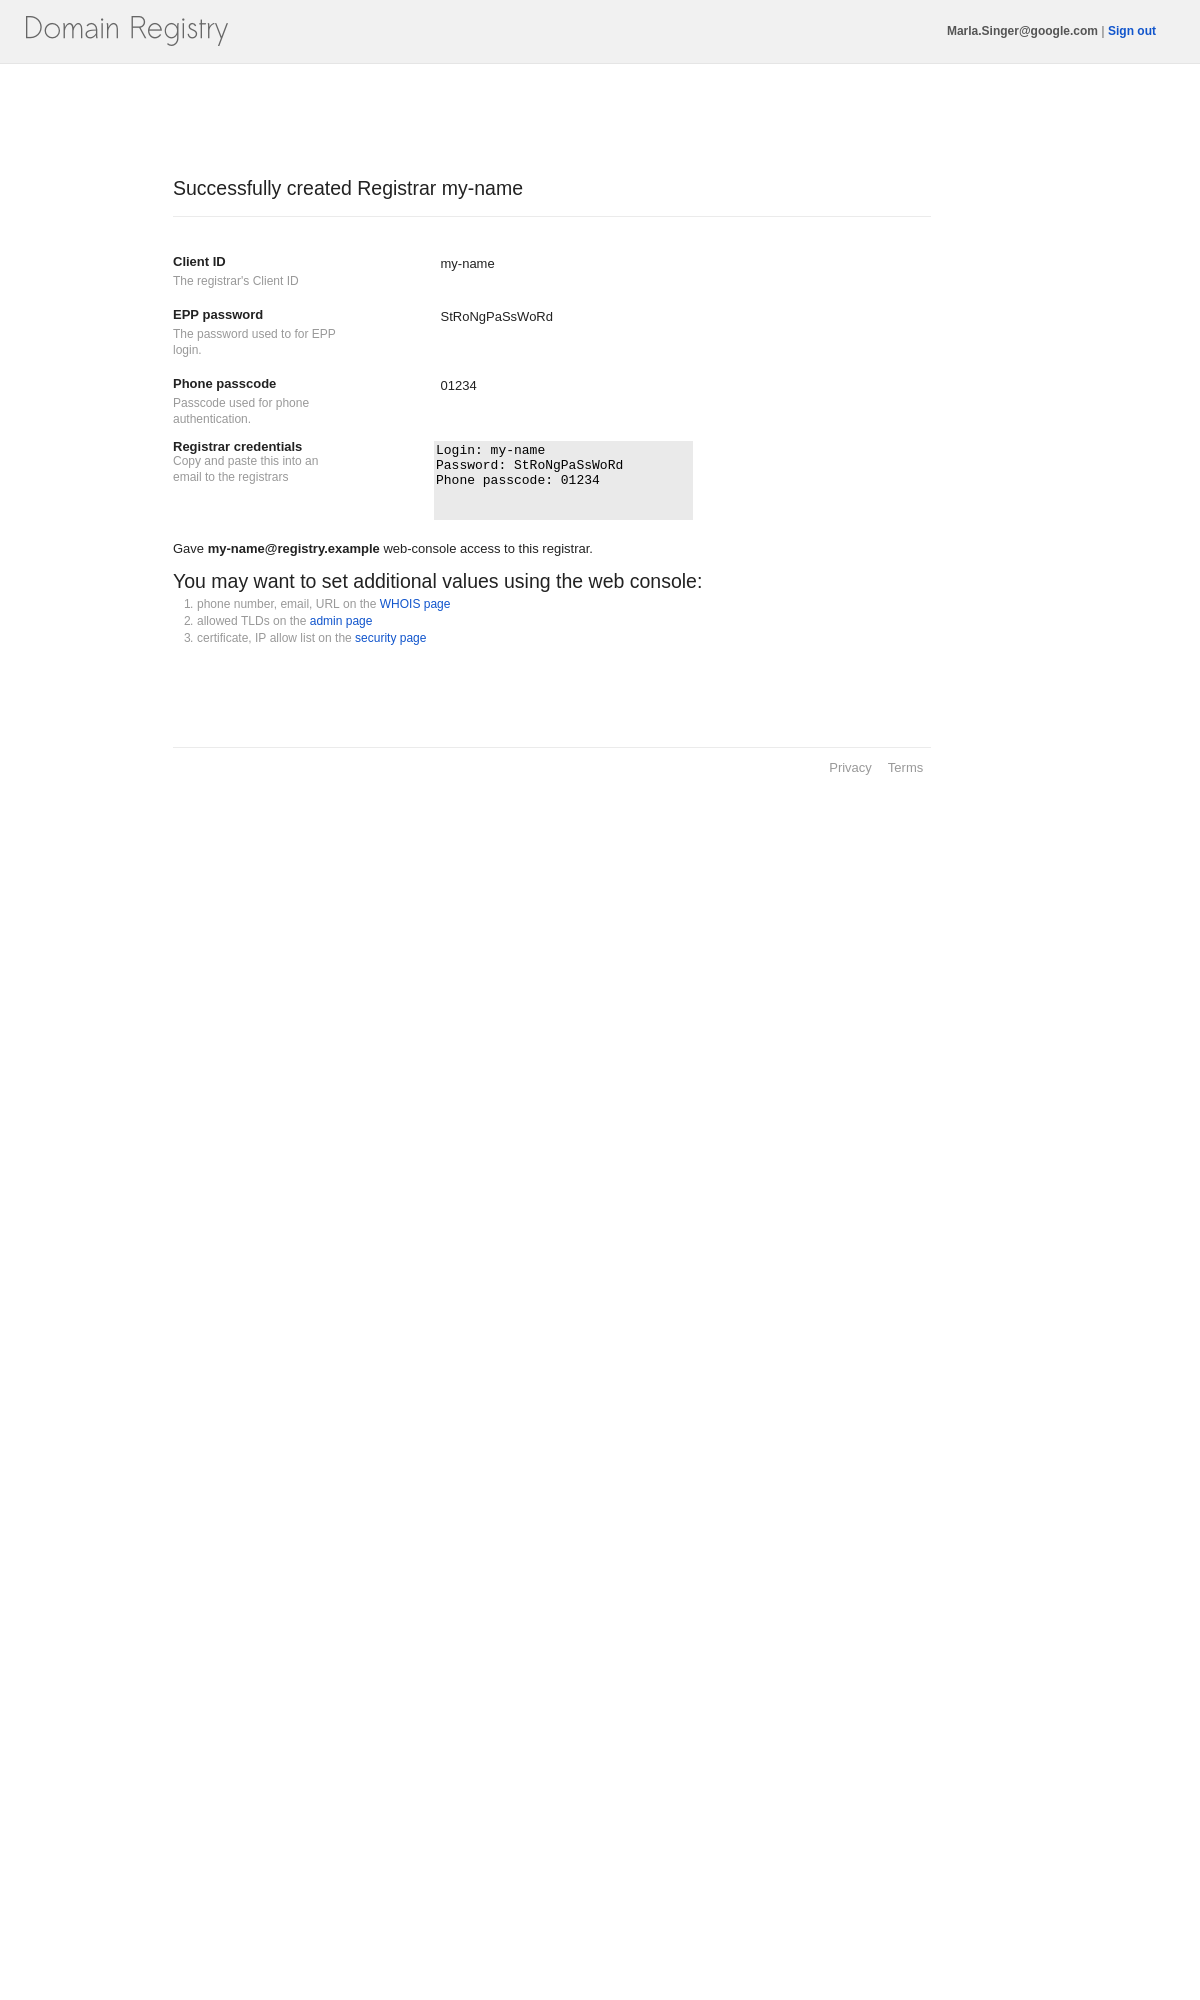 Domain Registry
Marla.Singer@google.com | Sign out
Successfully created Registrar my-name
Client ID
The registrar's Client ID
my-name
EPP password
The password used to for EPP
login.
StRoNgPaSsWoRd
Phone passcode
Passcode used for phone
authentication.
01234
Registrar credentials
Copy and paste this into an
email to the registrars
Login: my-name
Password: StRoNgPaSsWoRd
Phone passcode: 01234
Gave my-name@registry.example web-console access to this registrar.
You may want to set additional values using the web console:
1. phone number, email, URL on the WHOIS page
2. allowed TLDs on the admin page
3. certificate, IP allow list on the security page
Privacy Terms